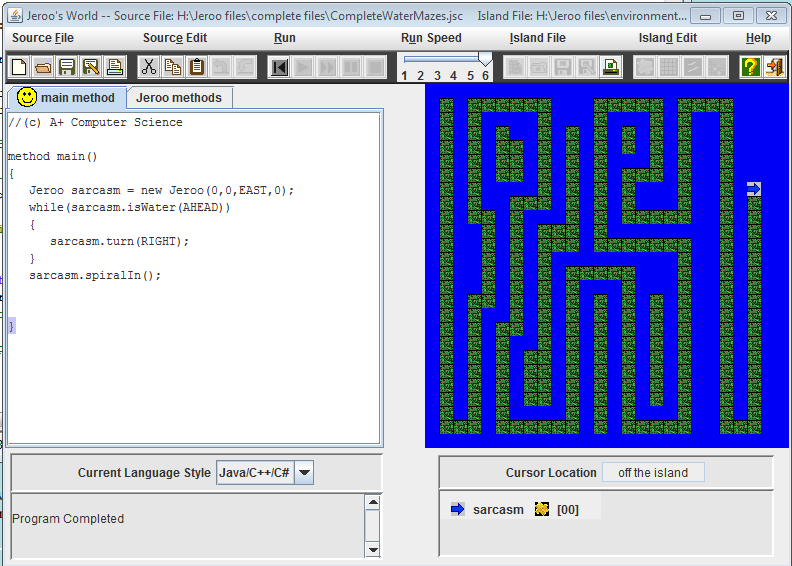 Jeroo's World -- Source File: H:\Jeroo files\complete files\CompleteWaterMazes.jsc Island File: H:\Jeroo files\environment...
Source File Source Edit Run Run Speed Island File Island Edit Help
1 2 3 4 5 6
main method Jeroo methods
//(c) A+ Computer Science
method main()
{
Jeroo sarcasm = new Jeroo(0,0,EAST,0);
while(sarcasm.isWater(AHEAD))
{
sarcasm.turn(RIGHT);
}
sarcasm.spiralIn();
}
Current Language Style Java/C++/C#
Cursor Location off the island
Program Completed
sarcasm [00]